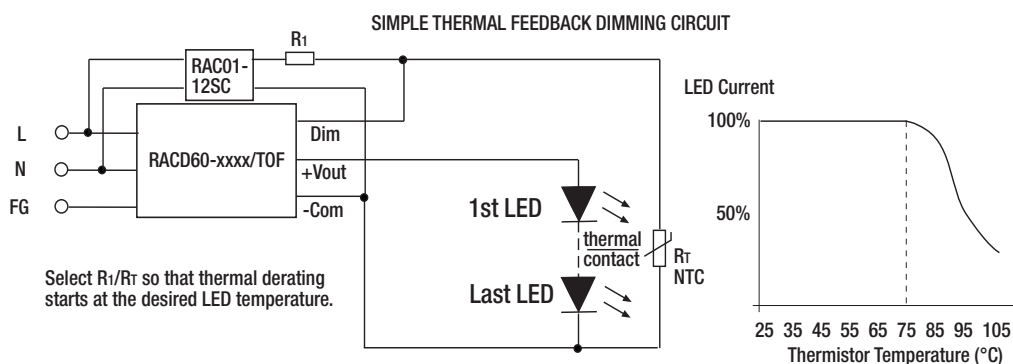 SIMPLE THERMAL FEEDBACK DIMMING CIRCUIT
R1
RAC01-
12SC
L
N
FG
RACD60-xxxx/TOF
Dim
+Vout
-Com
1st LED
thermal
contact
Last LED
RT
NTC
Select R1/RT so that thermal derating
starts at the desired LED temperature.
LED Current
100%
50%
25 35 45 55 65 75 85 95 105
Thermistor Temperature (°C)